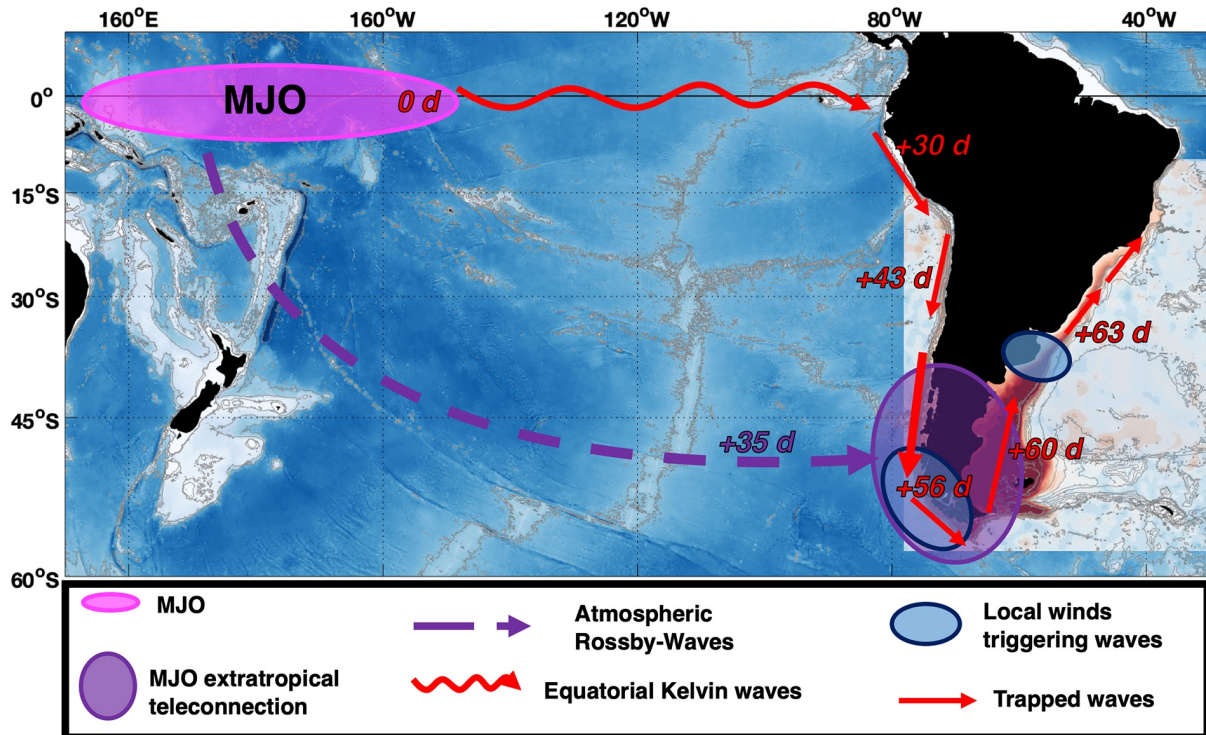 160°E 160°W 120°W 80°W 40°W
0°
MJO
0 d
+30 d
15°S
+43 d
30°S
+63 d
45°S
+35 d
+60 d
+56 d
60°S
MJO
Atmospheric
Rossby-Waves
Local winds
triggering waves
MJO extratropical
teleconnection
Equatorial Kelvin waves
Trapped waves